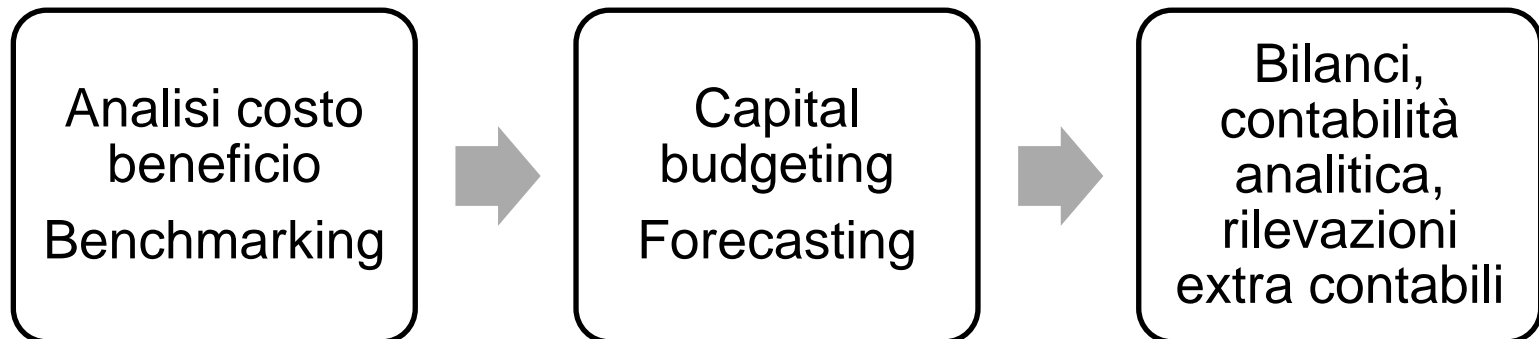 Analisi costo
beneficio
Benchmarking
Capital
budgeting
Forecasting
Bilanci,
contabilità
analitica,
rilevazioni
extra contabili